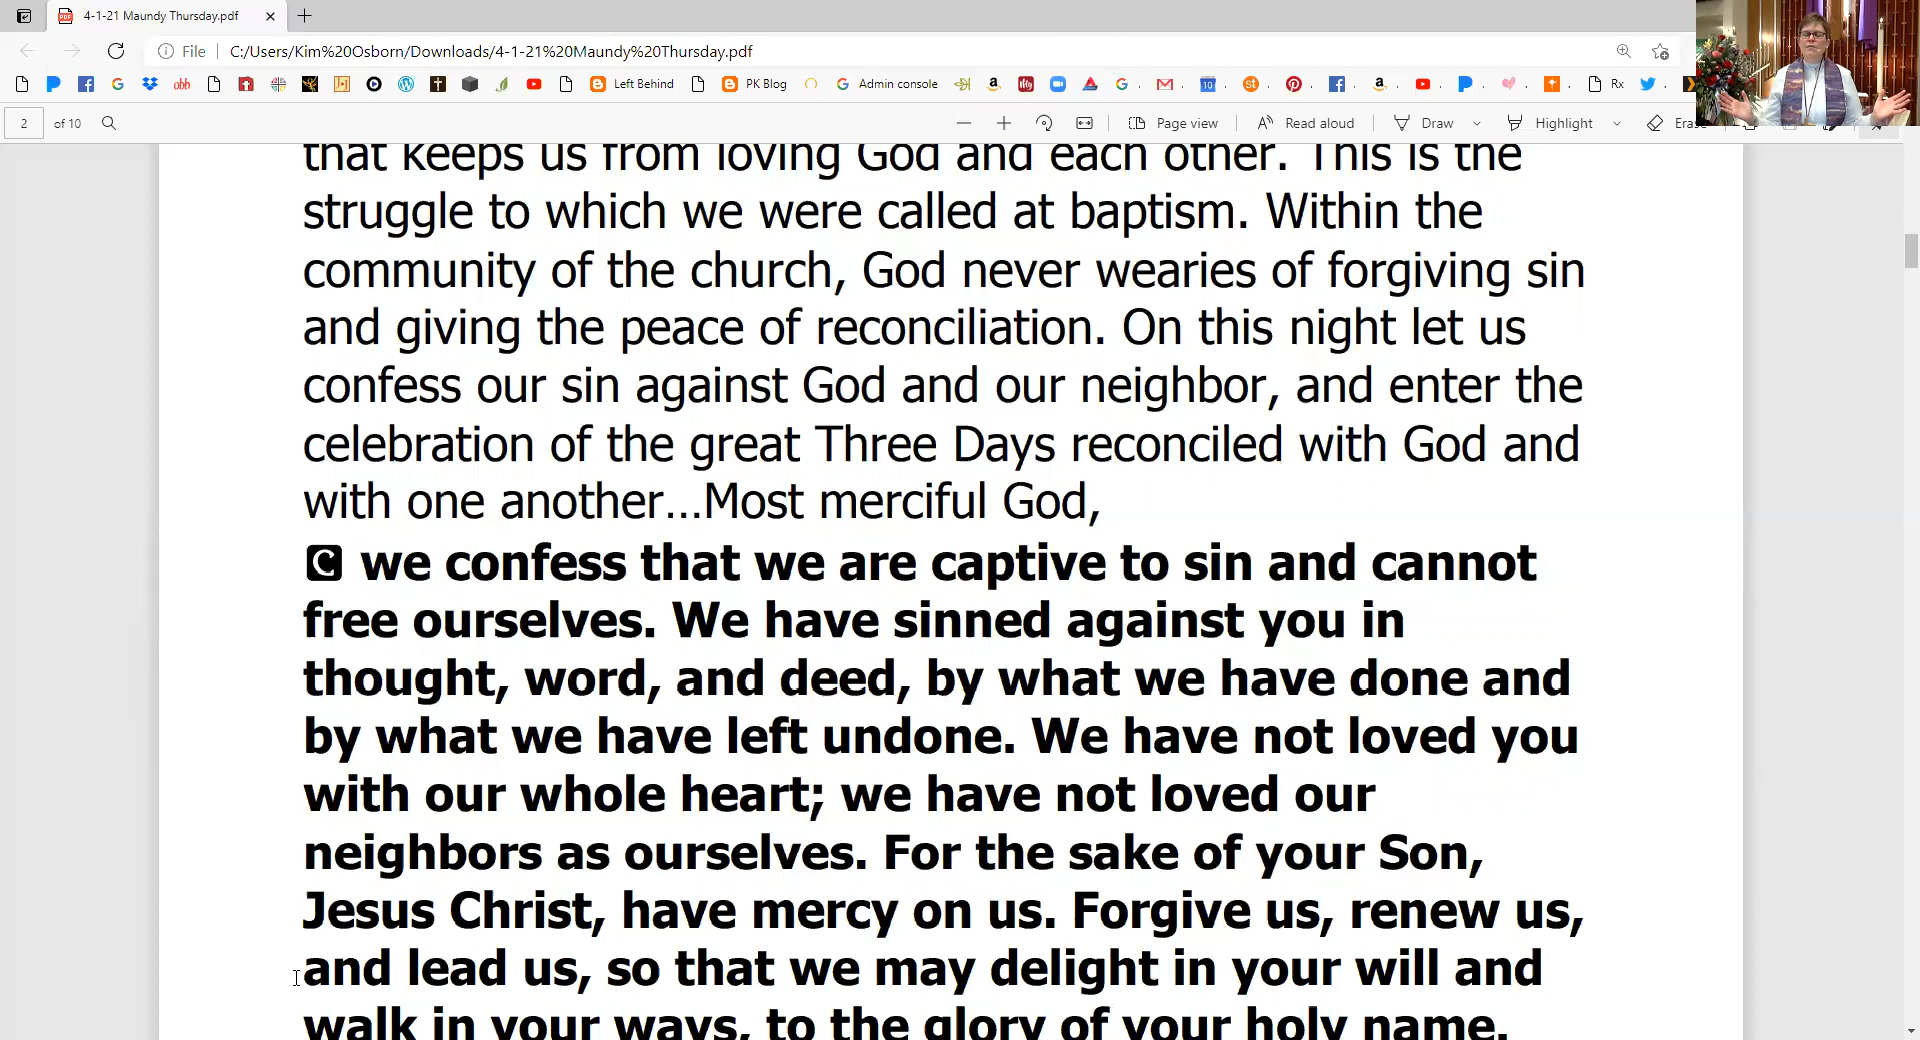 4-1-21 Maundy Thursday.pdf
File C:/Users/Kim%20Osborn/Downloads/4-1-21%20Maundy%20Thursday.pdf
abb Left Behind PK Blog Admin console Rx
2 of 10 Page view Read aloud Draw Highlight
that keeps us from loving God and each other. This is the
struggle to which we were called at baptism. Within the
community of the church, God never wearies of forgiving sin
and giving the peace of reconciliation. On this night let us
confess our sin against God and our neighbor, and enter the
celebration of the great Three Days reconciled with God and
with one another...Most merciful God,
C we confess that we are captive to sin and cannot
free ourselves. We have sinned against you in
thought, word, and deed, by what we have done and
by what we have left undone. We have not loved you
with our whole heart; we have not loved our
neighbors as ourselves. For the sake of your Son,
Jesus Christ, have mercy on us. Forgive us, renew us,
and lead us, so that we may delight in your will and
walk in your ways, to the glory of your holy name.